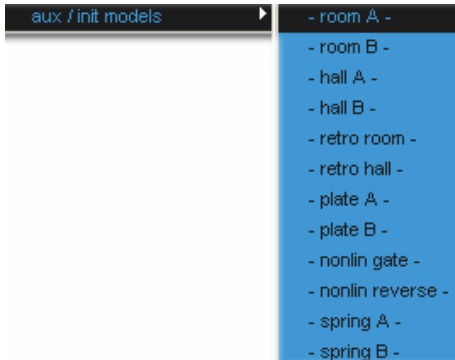 aux / init models
- room A -
- room B -
- hall A -
- hall B -
- retro room -
- retro hall -
- plate A -
- plate B -
- nonlin gate -
- nonlin reverse -
- spring A -
- spring B -